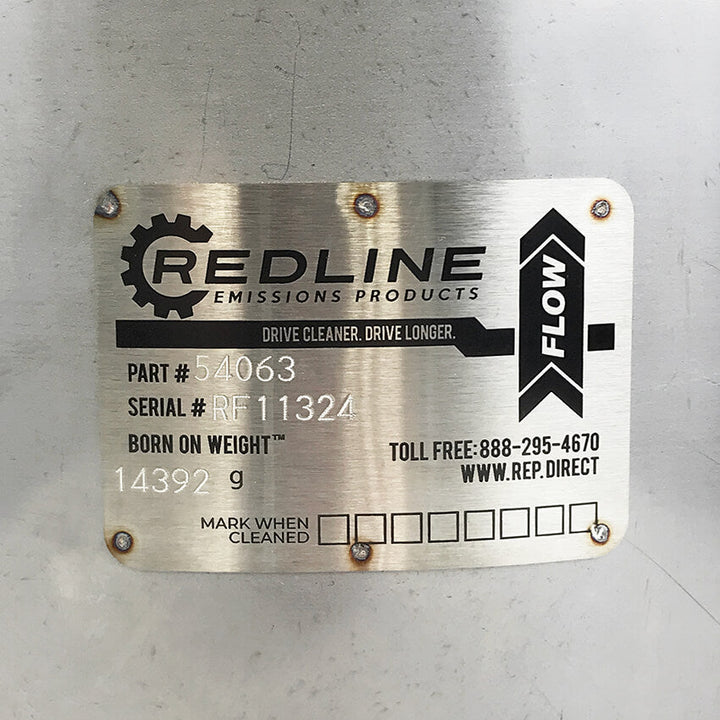 REDLINE
EMISSIONS PRODUCTS
DRIVE CLEANER. DRIVE LONGER.
FLOW
PART # 54063
SERIAL # RF11324
BORN ON WEIGHT™
14392 g
TOLL FREE: 888-295-4670
WWW.REP.DIRECT
MARK WHEN
CLEANED